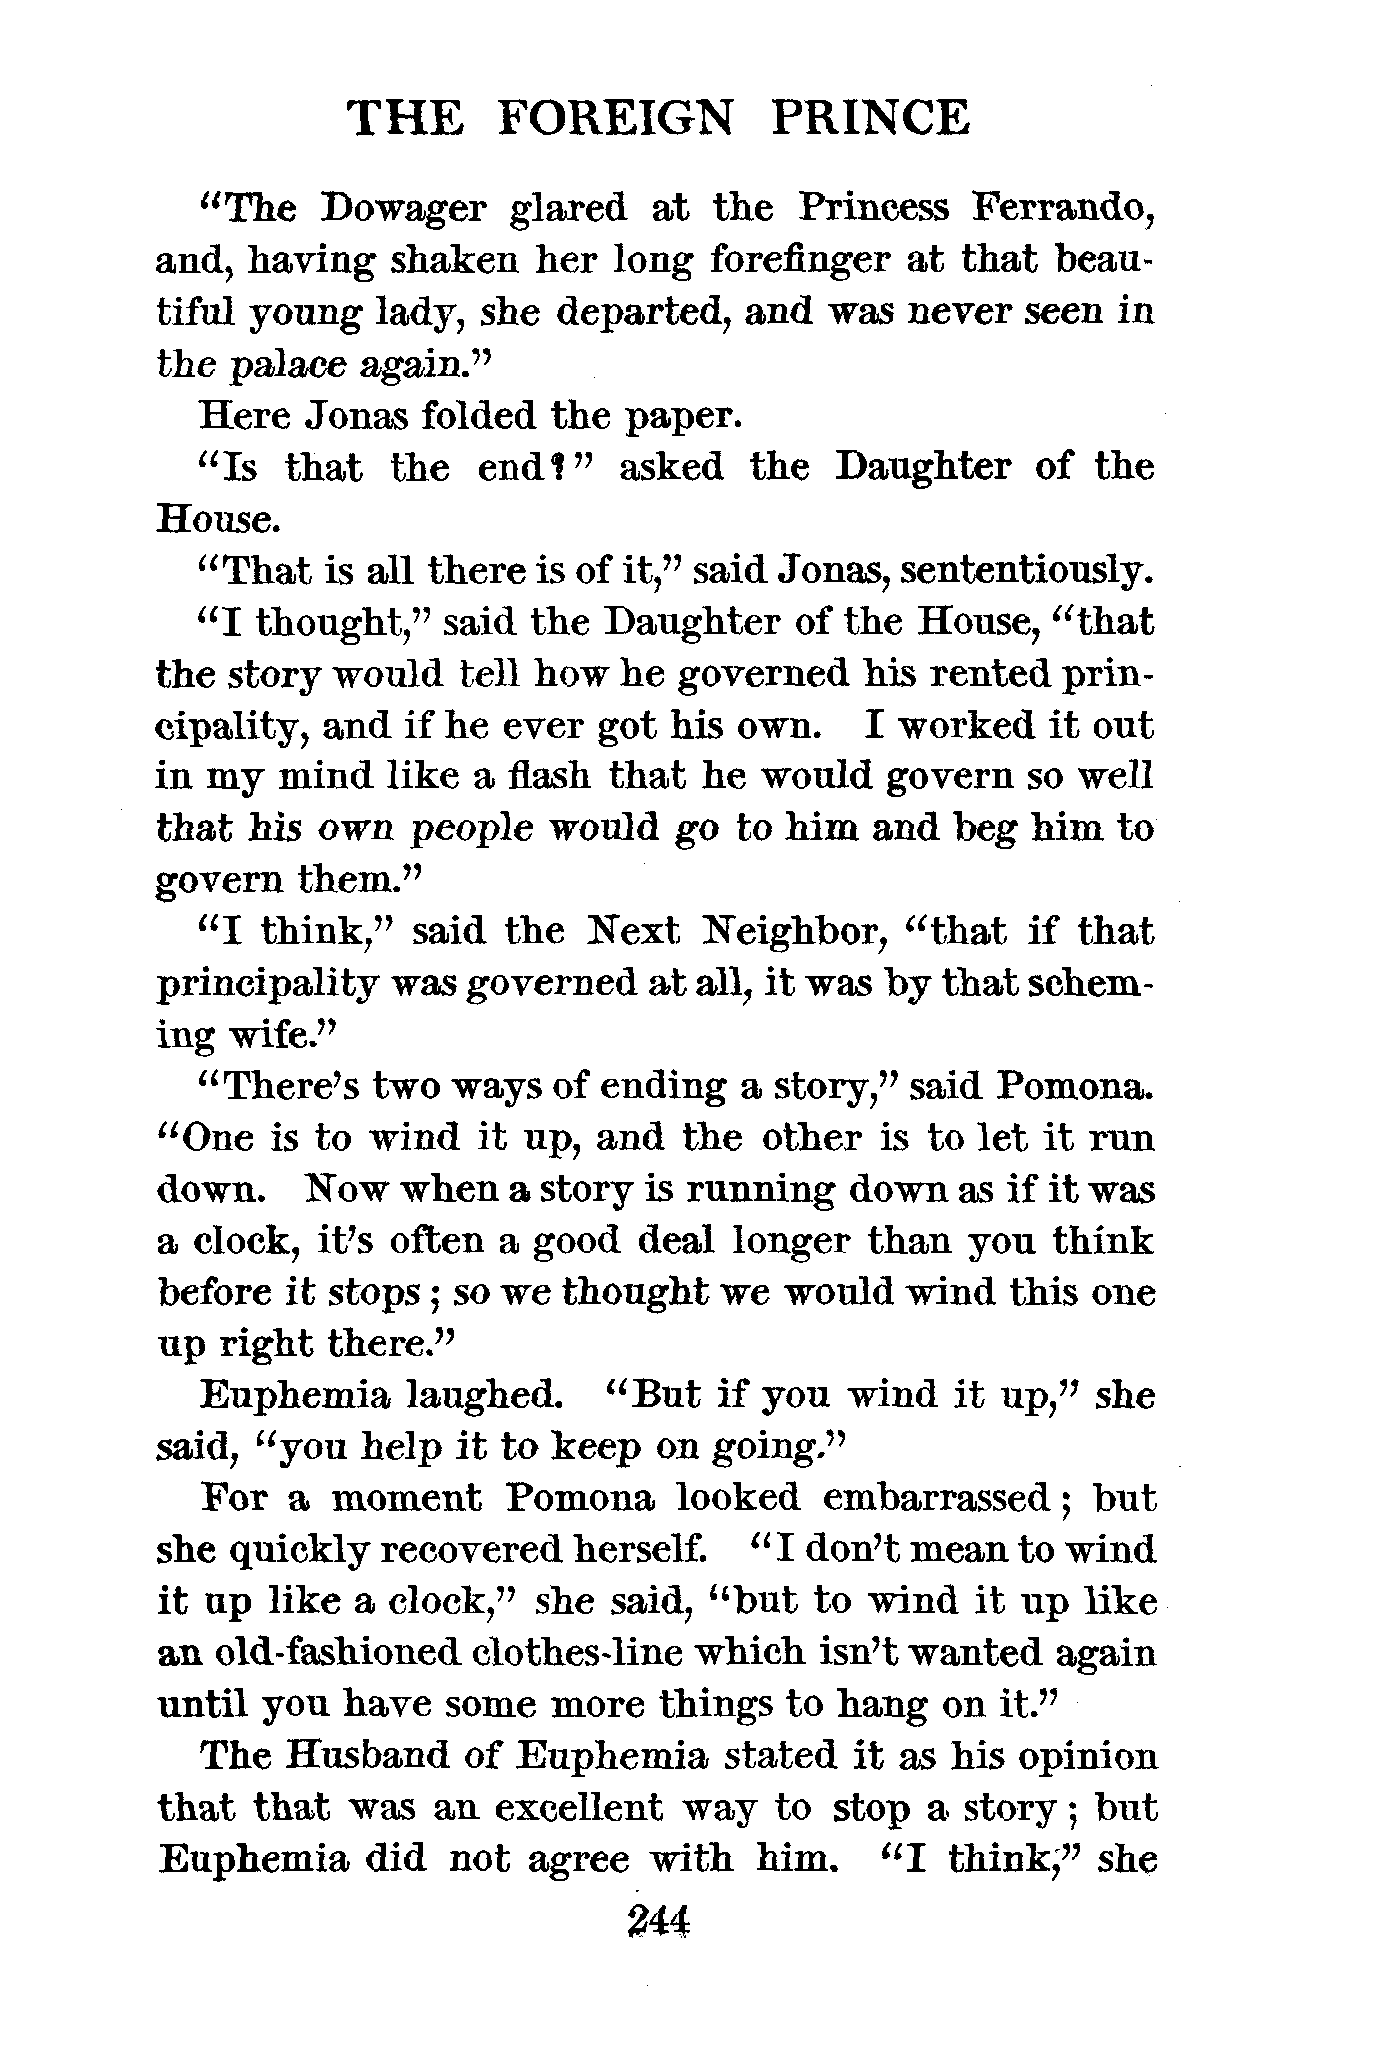 THE FOREIGN PRINCE
“The Dowager glared at the Princess Ferrando,
and, having shaken her long forefinger at that beau-
tiful young lady, she departed, and was never seen in
the palace again.”
Here Jonas folded the paper.
“Is that the end?” asked the Daughter of the
House.
“That is all there is of it,” said Jonas, sententiously.
“I thought,” said the Daughter of the House, “that
the story would tell how he governed his rented prin-
cipality, and if he ever got his own. I worked it out
in my mind like a flash that he would govern so well
that his own people would go to him and beg him to
govern them.”
“I think,” said the Next Neighbor, “that if that
principality was governed at all, it was by that schem-
ing wife.”
“There’s two ways of ending a story,” said Pomona.
“One is to wind it up, and the other is to let it run
down. Now when a story is running down as if it was
a clock, it’s often a good deal longer than you think
before it stops; so we thought we would wind this one
up right there.”
Euphemia laughed. “But if you wind it up,” she
said, “you help it to keep on going.”
For a moment Pomona looked embarrassed; but
she quickly recovered herself. “I don’t mean to wind
it up like a clock,” she said, “but to wind it up like
an old-fashioned clothes-line which isn’t wanted again
until you have some more things to hang on it.”
The Husband of Euphemia stated it as his opinion
that that was an excellent way to stop a story; but
Euphemia did not agree with him. “I think,” she
244